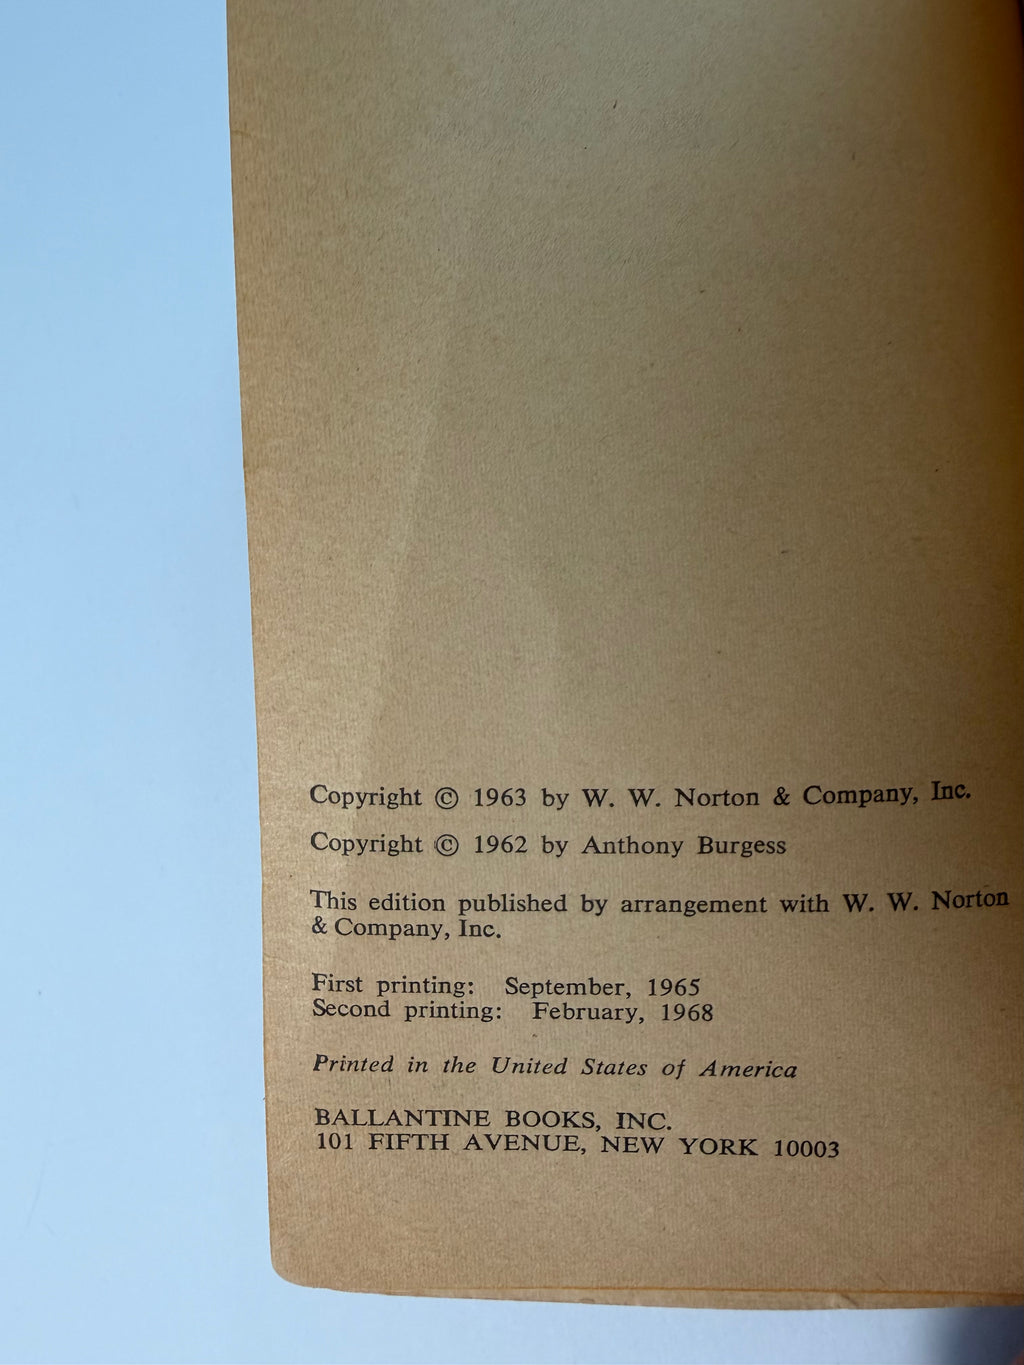 Copyright © 1963 by W. W. Norton & Company, Inc.
Copyright © 1962 by Anthony Burgess
This edition published by arrangement with W. W. Norton
& Company, Inc.
First printing: September, 1965
Second printing: February, 1968
Printed in the United States of America
BALLANTINE BOOKS, INC.
101 FIFTH AVENUE, NEW YORK 10003